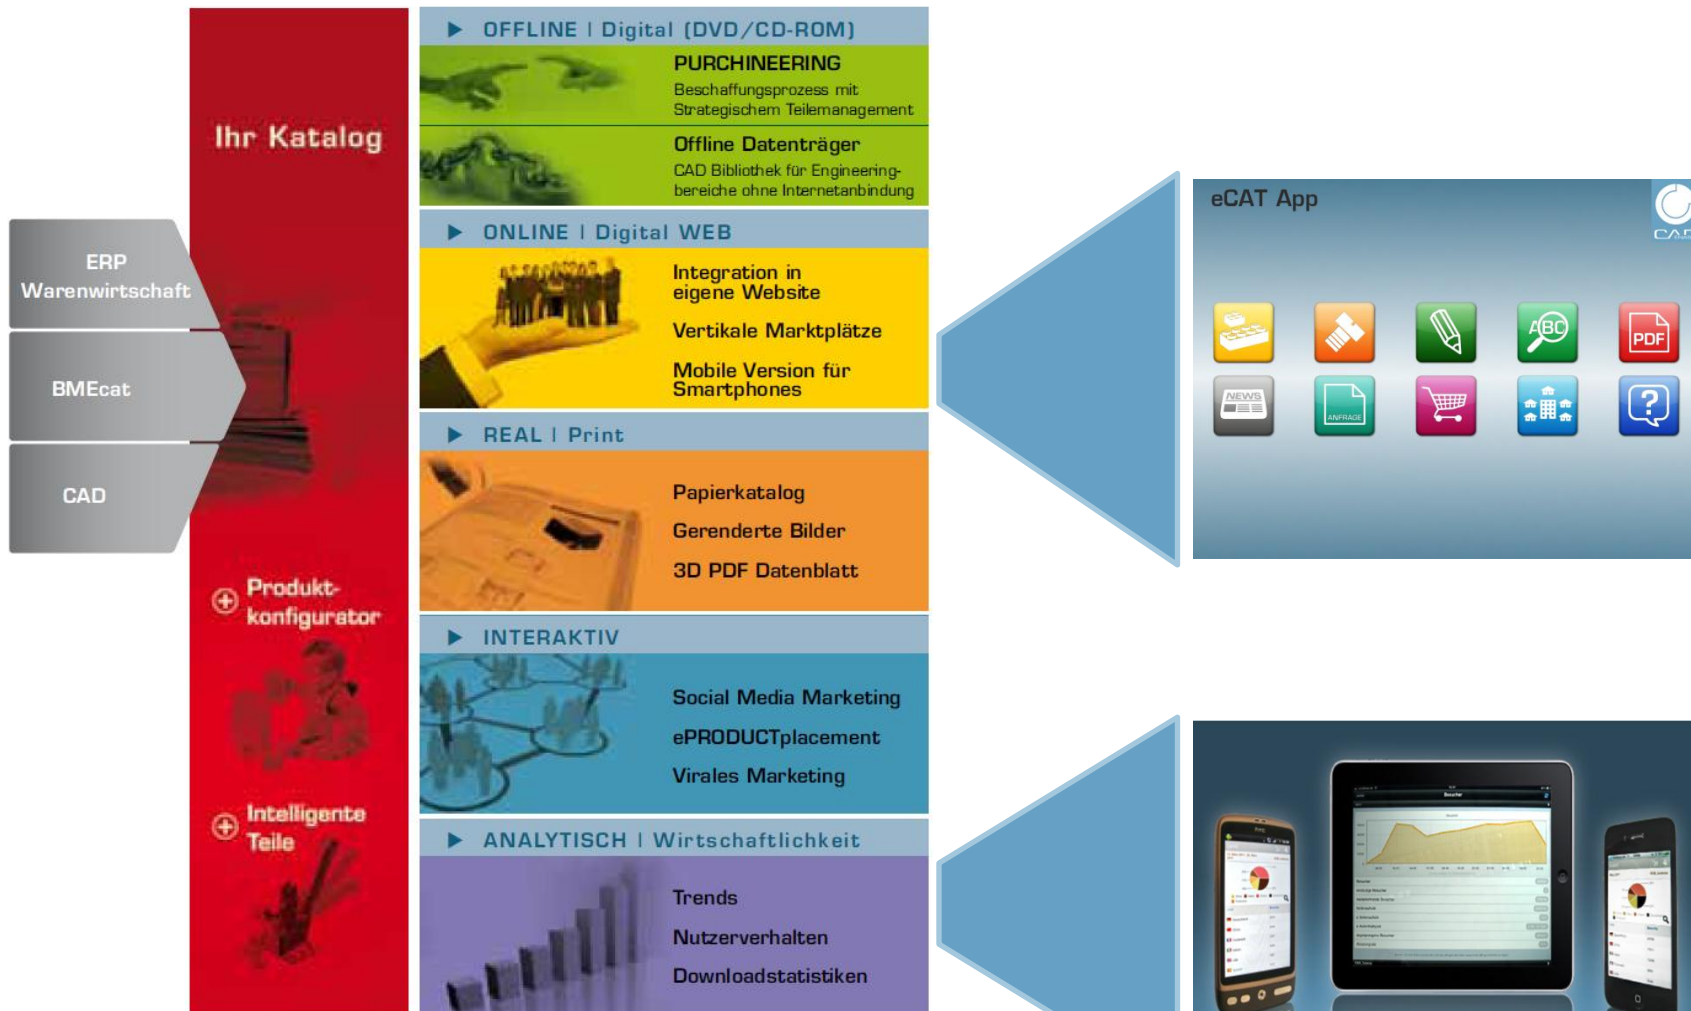 ERP
Warenwirtschaft
BMEcat
CAD
Ihr Katalog
Produkt-
konfigurator
Intelligente
Teile
OFFLINE | Digital (DVD/CD-ROM)
PURCHINEERING
Beschaffungsprozess mit
Strategischem Teilemanagement
Offline Datenträger
CAD Bibliothek für Engineering-
bereiche ohne Internetanbindung
ONLINE | Digital WEB
Integration in
eigene Website
Vertikale Marktplätze
Mobile Version für
Smartphones
REAL | Print
Papierkatalog
Gerenderte Bilder
3D PDF Datenblatt
INTERAKTIV
Social Media Marketing
ePRODUCTplacement
Virales Marketing
ANALYTISCH | Wirtschaftlichkeit
Trends
Nutzerverhalten
Downloadstatistiken
eCAT App
ABC
PDF
NEWS
ANFRAGE
?
Besucher